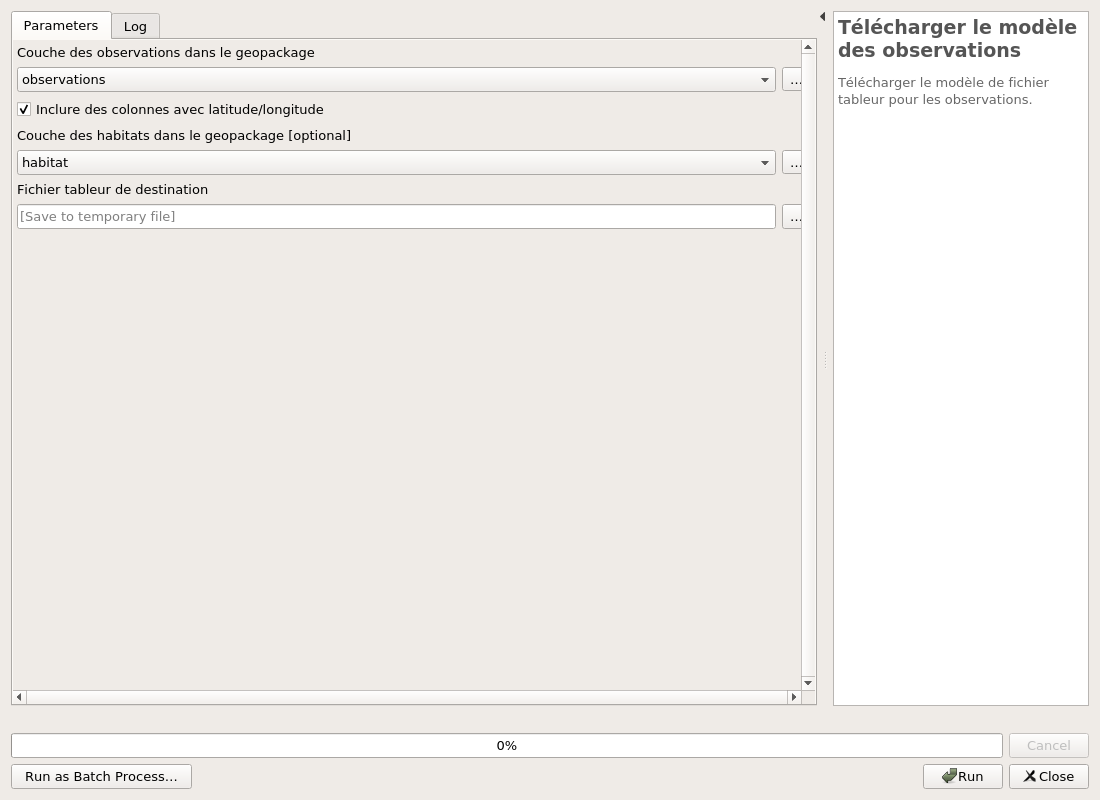 Parameters
Log
Couche des observations dans le geopackage
observations
…
Inclure des colonnes avec latitude/longitude
Couche des habitats dans le geopackage [optional]
habitat
…
Fichier tableur de destination
[Save to temporary file]
…
Télécharger le modèle
des observations
Télécharger le modèle de fichier
tableur pour les observations.
0%
Cancel
Run as Batch Process…
Run
Close